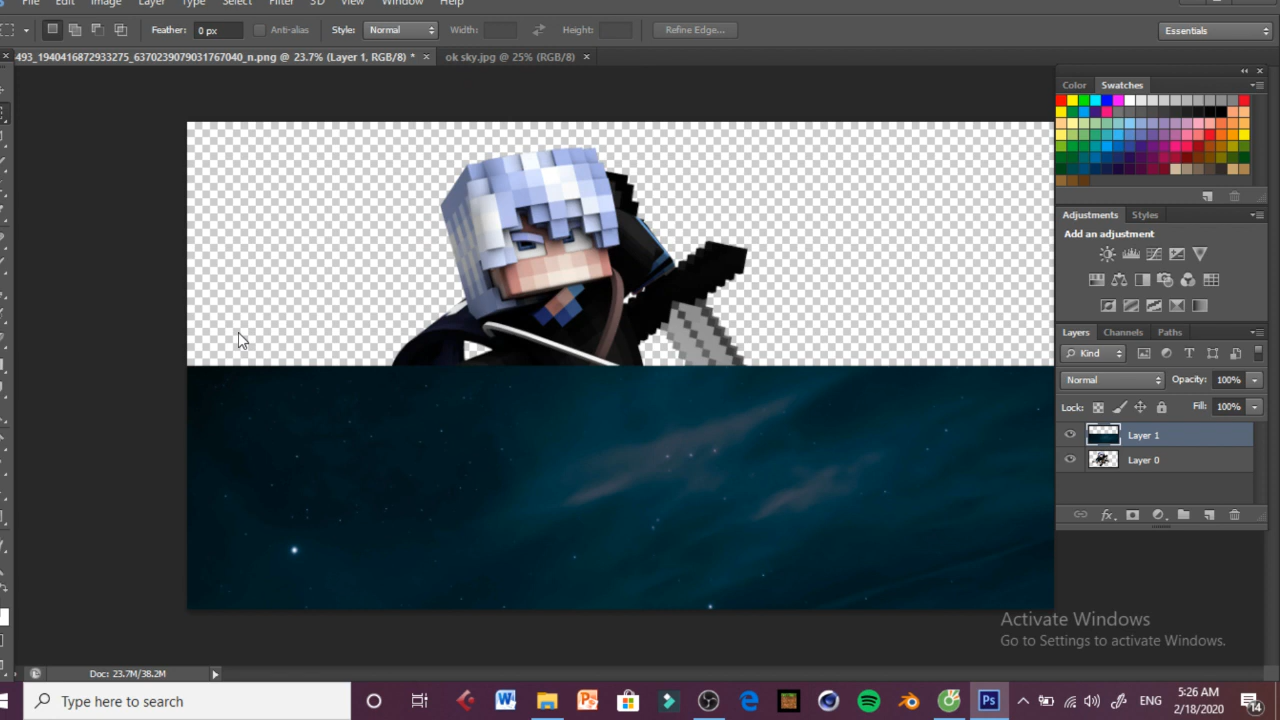 File Edit Image Layer Type Select Filter 3D View Window Help
Feather: 0 px Anti-alias Style: Normal Width: Height: Refine Edge... Essentials
493_1940416872933275_6370239079031767040_n.png @ 23.7% (Layer 1, RGB/8) * × ok sky.jpg @ 25% (RGB/8) ×
Color Swatches
Adjustments Styles
Add an adjustment
Layers Channels Paths
Kind
Normal Opacity: 100%
Lock: Fill: 100%
Layer 1
Layer 0
Activate Windows
Go to Settings to activate Windows.
Doc: 23.7M/38.2M
Type here to search
ENG
5:26 AM
2/18/2020
14